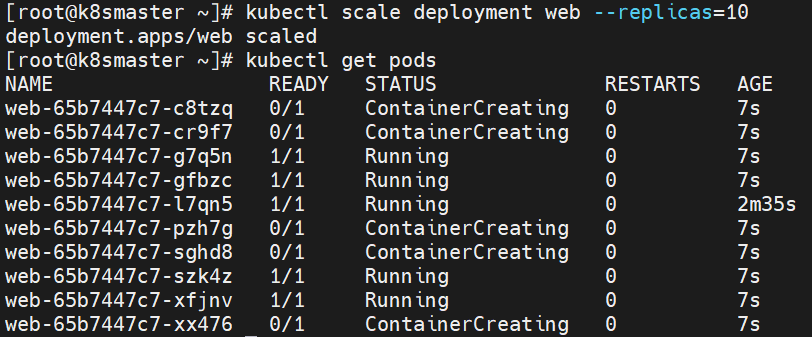 [root@k8smaster ~]# kubectl scale deployment web --replicas=10
deployment.apps/web scaled
[root@k8smaster ~]# kubectl get pods
NAME                   READY   STATUS              RESTARTS   AGE
web-65b7447c7-c8tzq   0/1     ContainerCreating   0          7s
web-65b7447c7-cr9f7   0/1     ContainerCreating   0          7s
web-65b7447c7-g7q5n   1/1     Running             0          7s
web-65b7447c7-gfbzc   1/1     Running             0          7s
web-65b7447c7-l7qn5   1/1     Running             0          2m35s
web-65b7447c7-pzh7g   0/1     ContainerCreating   0          7s
web-65b7447c7-sghd8   0/1     ContainerCreating   0          7s
web-65b7447c7-szk4z   1/1     Running             0          7s
web-65b7447c7-xfjnv   1/1     Running             0          7s
web-65b7447c7-xx476   0/1     ContainerCreating   0          7s